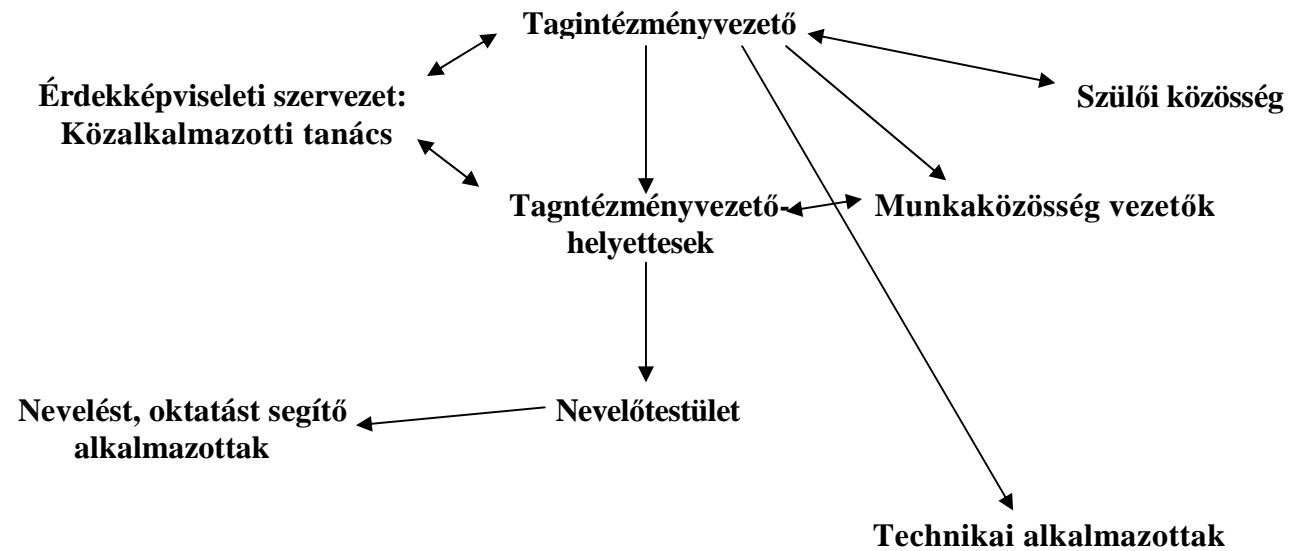 Tagintézményvezető
Érdekképviseleti szervezet:
Közalkalmazotti tanács
Szülői közösség
Tagntézményvezető-
helyettesek
Munkaközösség vezetők
Nevelést, oktatást segítő
alkalmazottak
Nevelőtestület
Technikai alkalmazottak